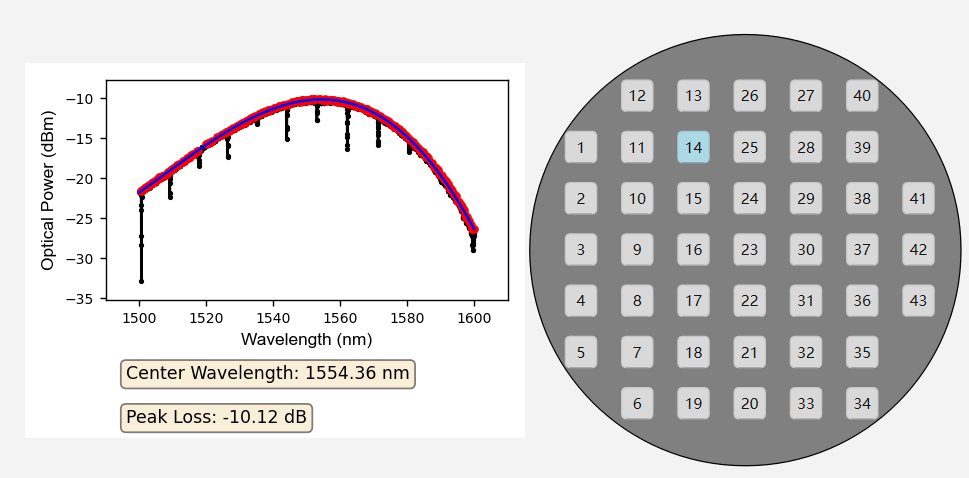 −10
−15
−20
−25
−30
−35
Optical Power (dBm)
1500 1520 1540 1560 1580 1600
Wavelength (nm)
Center Wavelength: 1554.36 nm
Peak Loss: -10.12 dB
12 13 26 27 40
1 11 14 25 28 39
2 10 15 24 29 38 41
3 9 16 23 30 37 42
4 8 17 22 31 36 43
5 7 18 21 32 35
6 19 20 33 34